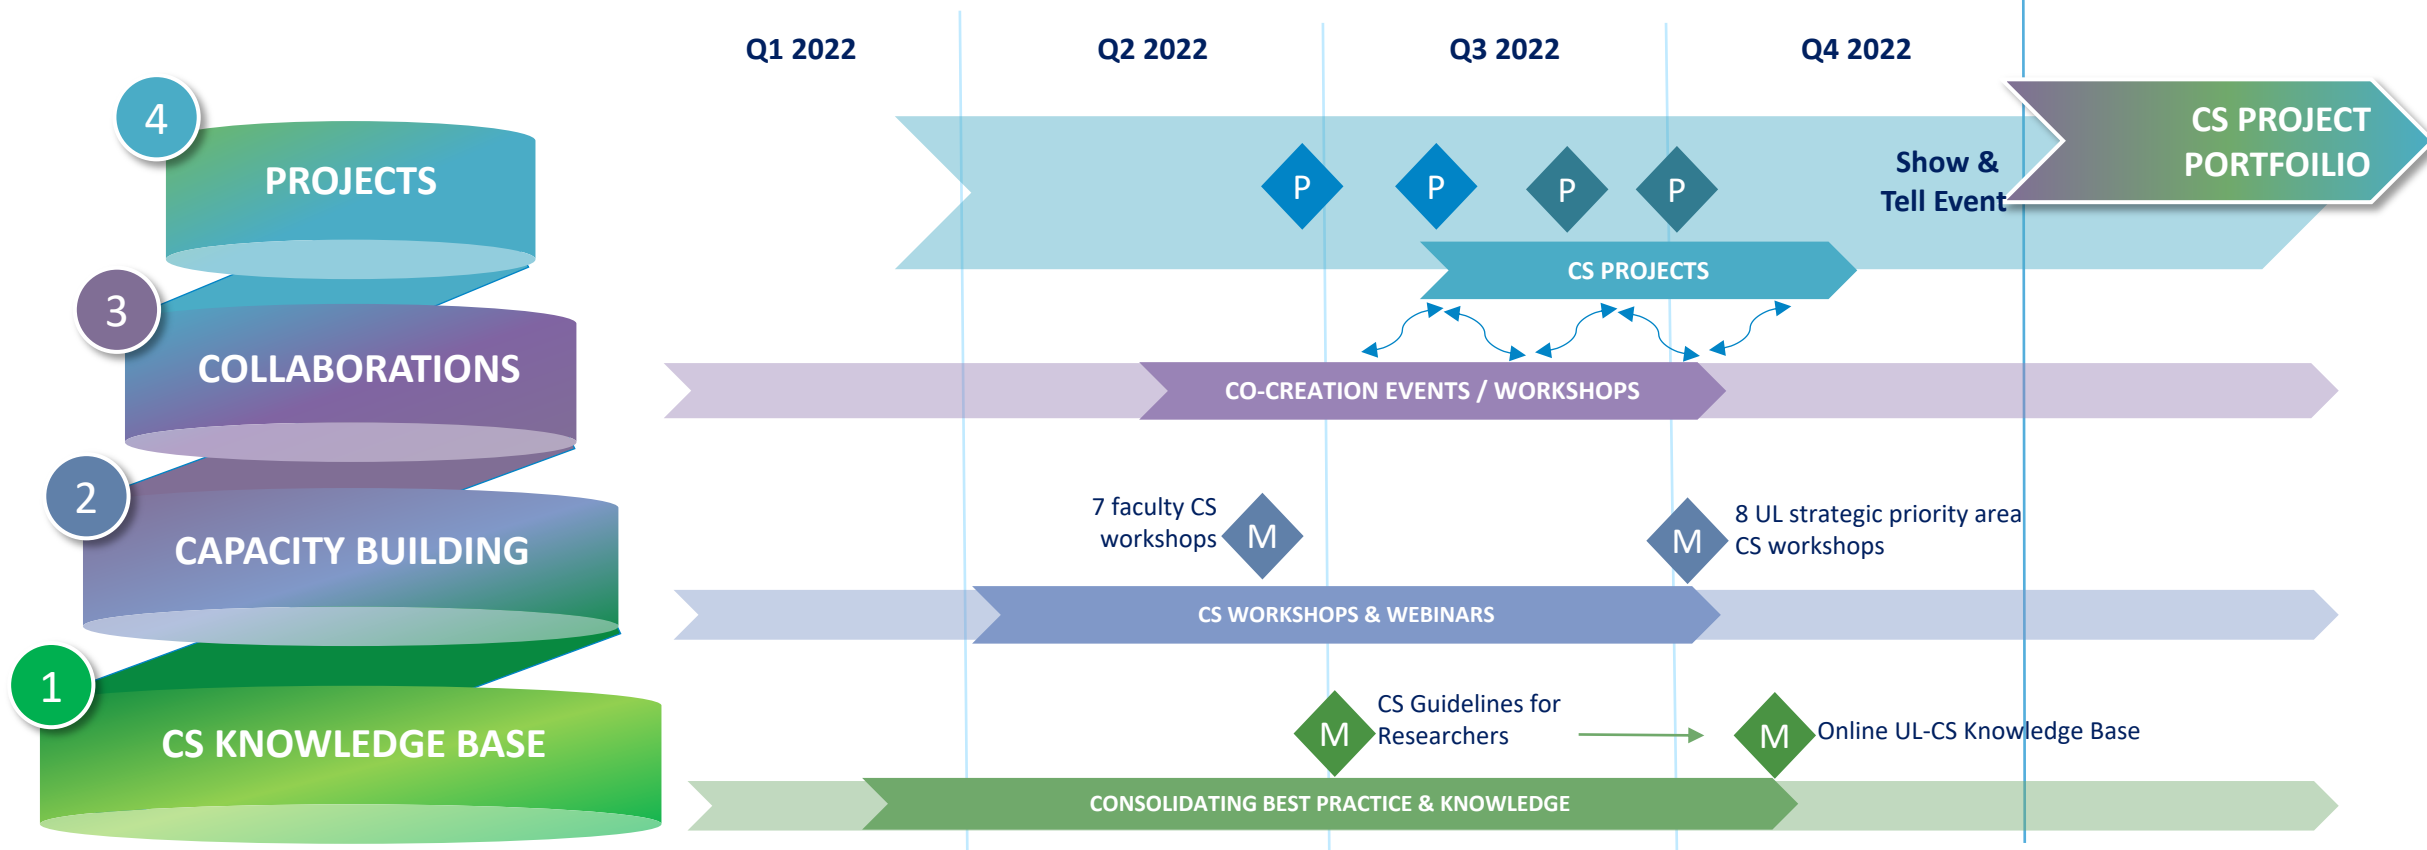 Q1 2022
Q2 2022
Q3 2022
Q4 2022
4
PROJECTS
P
P
P
P
Show &
Tell Event
CS PROJECT
PORTFOILIO
CS PROJECTS
3
COLLABORATIONS
CO-CREATION EVENTS / WORKSHOPS
2
CAPACITY BUILDING
7 faculty CS
workshops
M
M
8 UL strategic priority area
CS workshops
CS WORKSHOPS & WEBINARS
1
CS KNOWLEDGE BASE
M
CS Guidelines for
Researchers
M
Online UL-CS Knowledge Base
CONSOLIDATING BEST PRACTICE & KNOWLEDGE